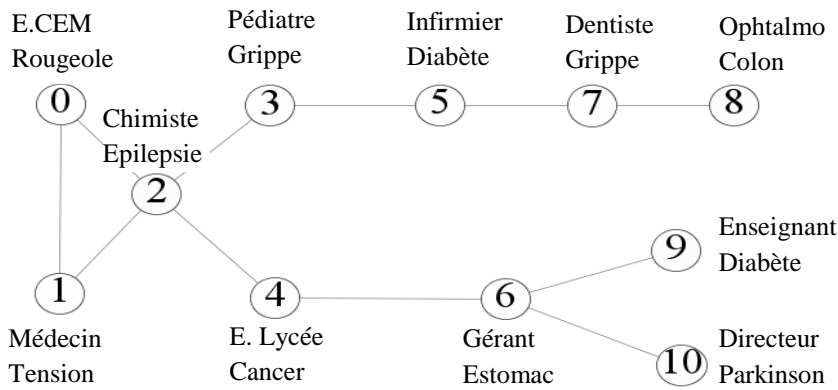 E.CEM
Rougeole
Pédiatre
Grippe
Infirmier
Diabète
Dentiste
Grippe
Ophtalmo
Colon
0
Chimiste
Epilepsie
3
5
7
8
2
Enseignant
Diabète
9
1
4
6
Médecin
Tension
E. Lycée
Cancer
Gérant
Estomac
10
Directeur
Parkinson